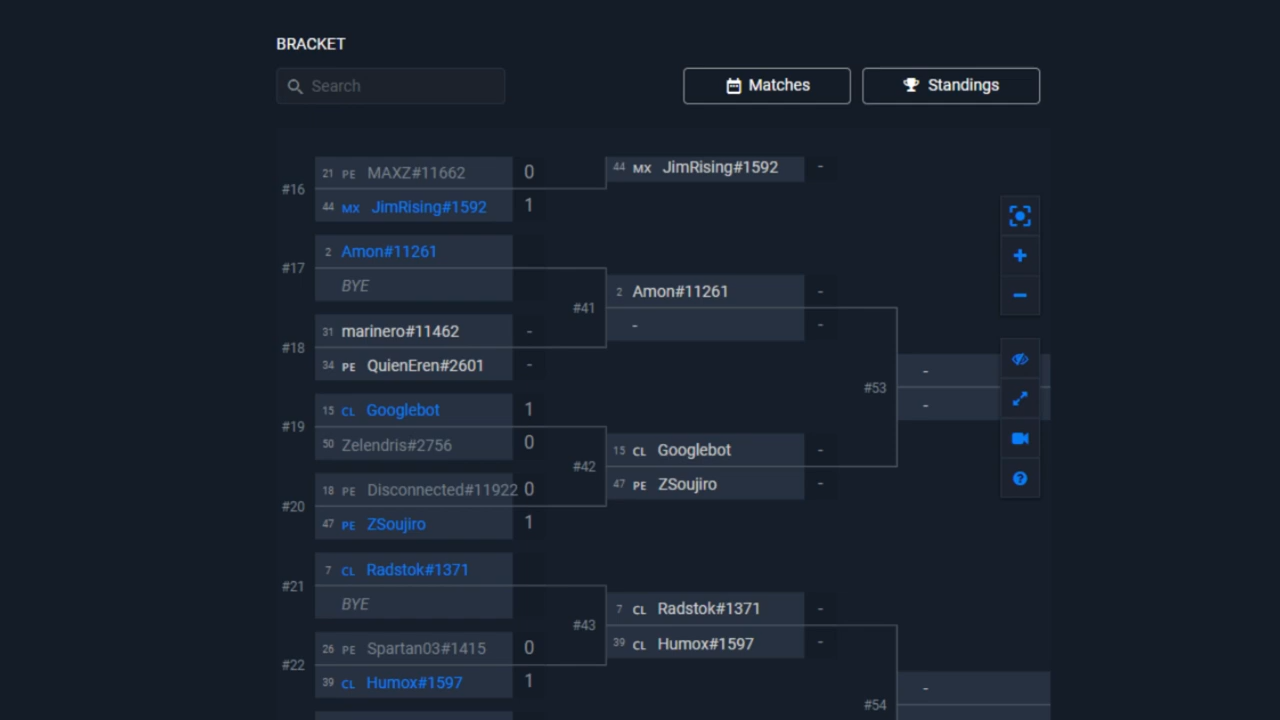 BRACKET
Search
Matches
Standings
#16
21 PE MAXZ#11662 0
44 MX JimRising#1592 1
44 MX JimRising#1592 -
#17
2 Amon#11261
BYE
#41
2 Amon#11261 -
- -
#18
31 marinero#11462 -
34 PE QuienEren#2601 -
#53
-
-
#19
15 CL Googlebot 1
50 Zelendris#2756 0
#42
15 CL Googlebot -
47 PE ZSoujiro -
#20
18 PE Disconnected#11922 0
47 PE ZSoujiro 1
#21
7 CL Radstok#1371
BYE
#43
7 CL Radstok#1371 -
39 CL Humox#1597 -
#22
26 PE Spartan03#1415 0
39 CL Humox#1597 1
#54
-